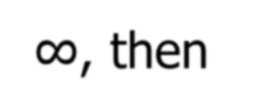 ∞, then